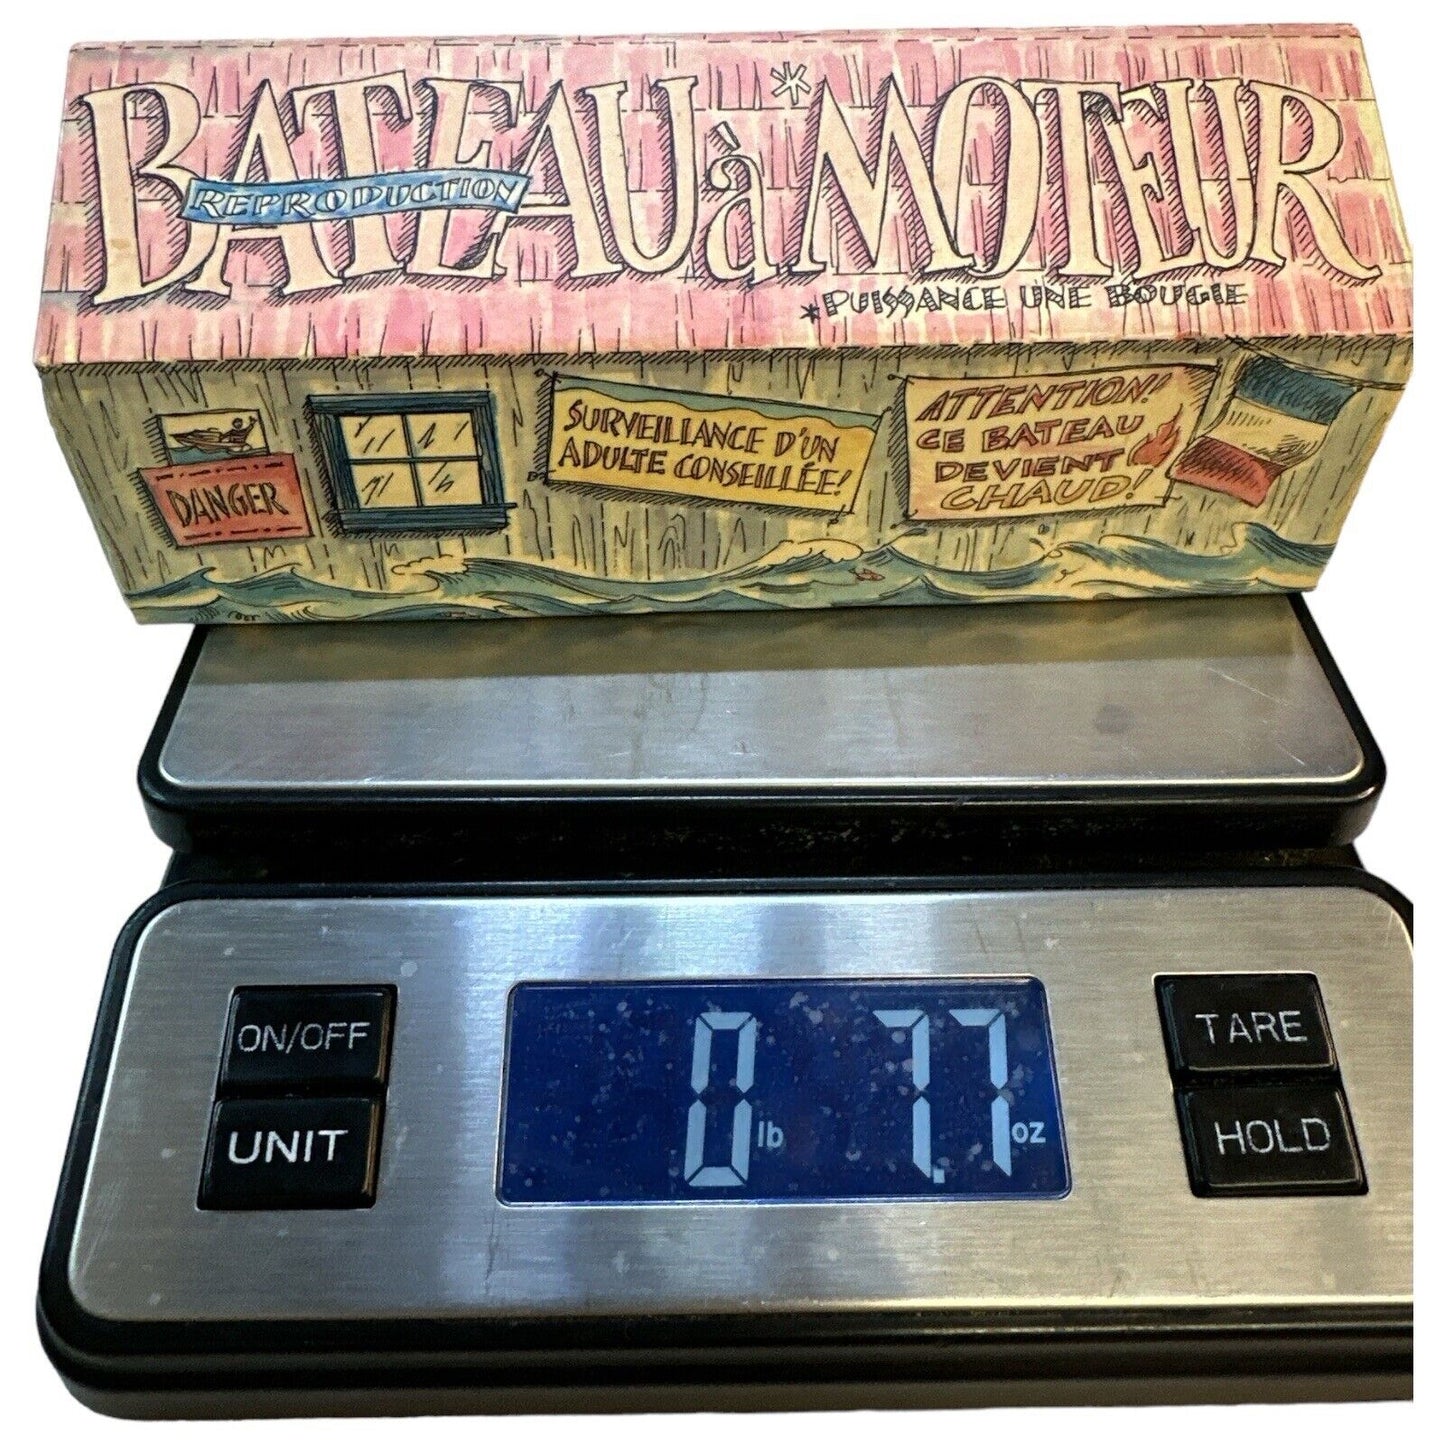 BATEAU à MOTEUR*
REPRODUCTION
*PUISSANCE UNE BOUGIE
DANGER
SURVEILLANCE D'UN
ADULTE CONSEILLÉE!
ATTENTION!
CE BATEAU
DEVIENT
CHAUD!
ON/OFF
UNIT
0 lb 7.7 oz
TARE
HOLD